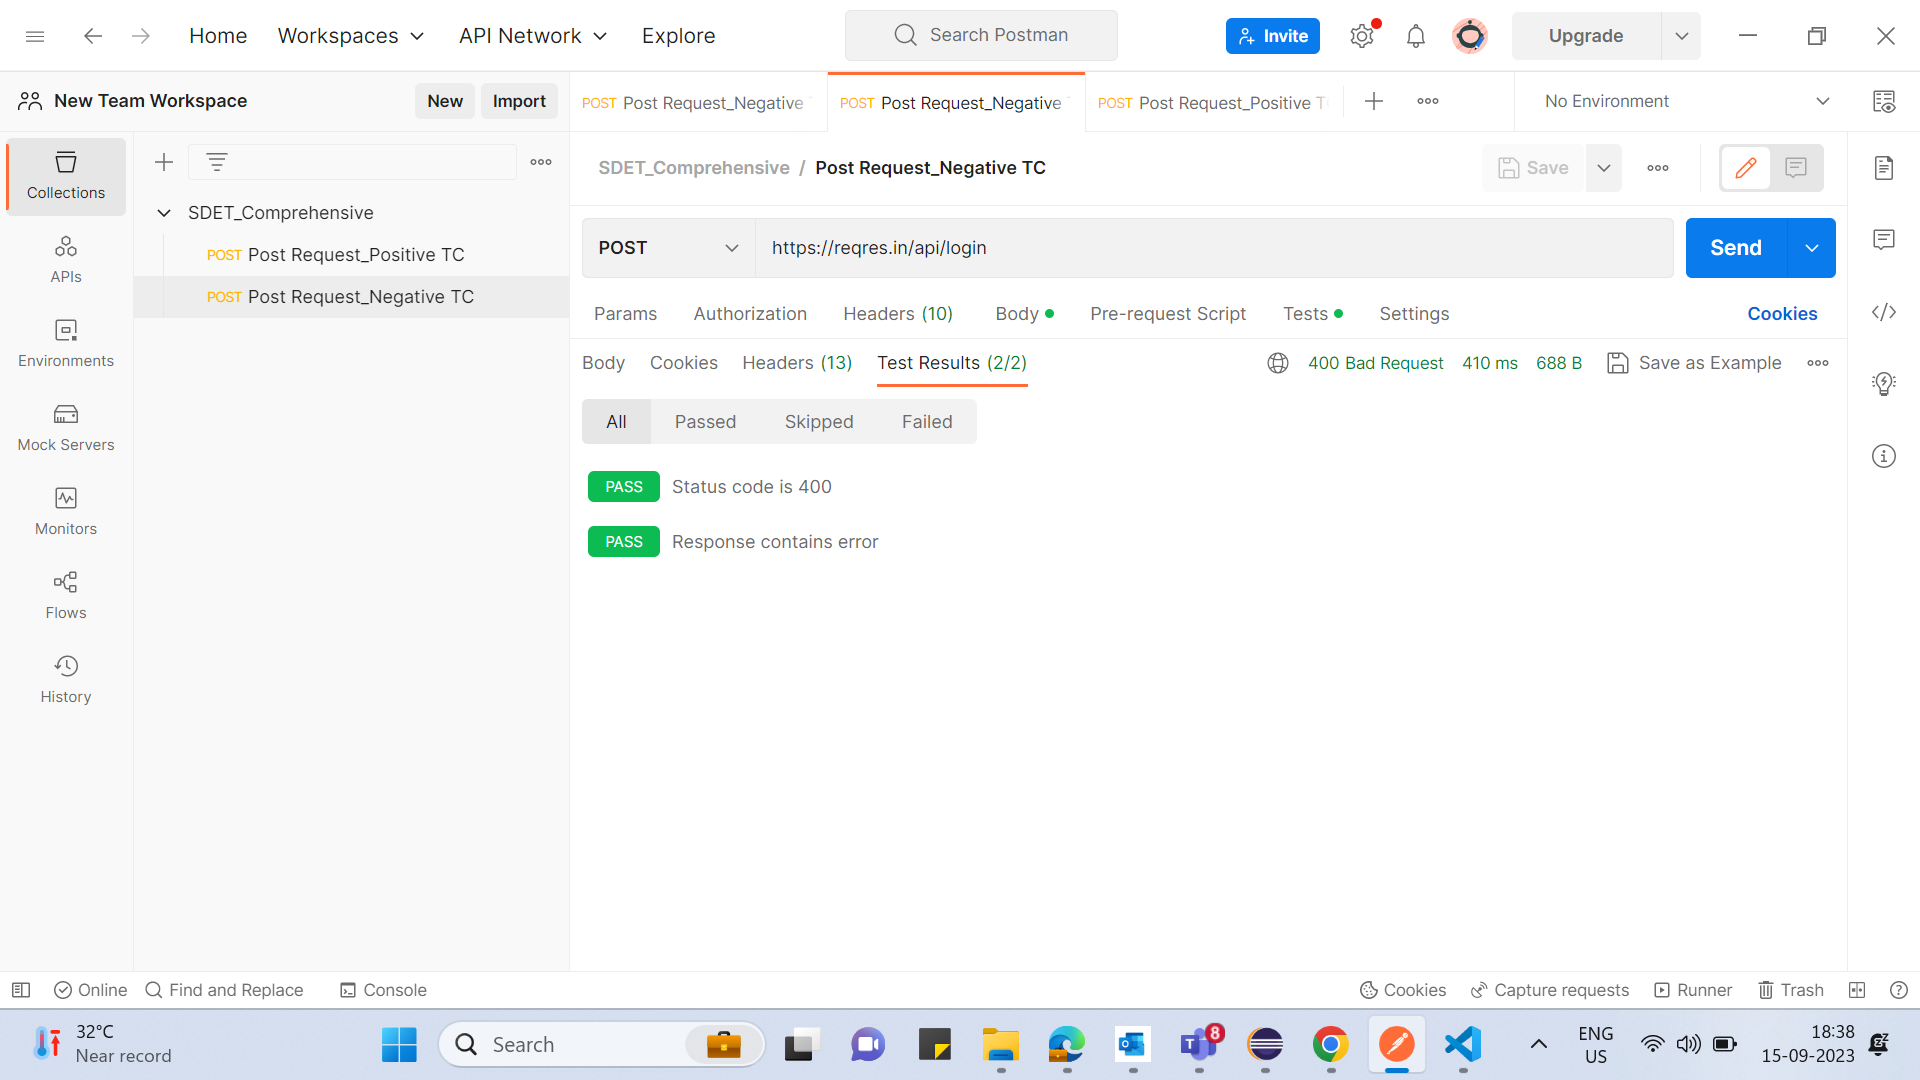 Home Workspaces API Network Explore Search Postman Invite Upgrade
New Team Workspace New Import
POST Post Request_Negative POST Post Request_Negative POST Post Request_Positive T No Environment
Collections
APIs
Environments
Mock Servers
Monitors
Flows
History
SDET_Comprehensive
POST Post Request_Positive TC
POST Post Request_Negative TC
SDET_Comprehensive / Post Request_Negative TC Save
POST https://reqres.in/api/login Send
Params Authorization Headers (10) Body Pre-request Script Tests Settings Cookies
Body Cookies Headers (13) Test Results (2/2) 400 Bad Request 410 ms 688 B Save as Example
All Passed Skipped Failed
PASS Status code is 400
PASS Response contains error
Online Find and Replace Console Cookies Capture requests Runner Trash
32°C
Near record
Search
8
ENG
US
18:38
15-09-2023